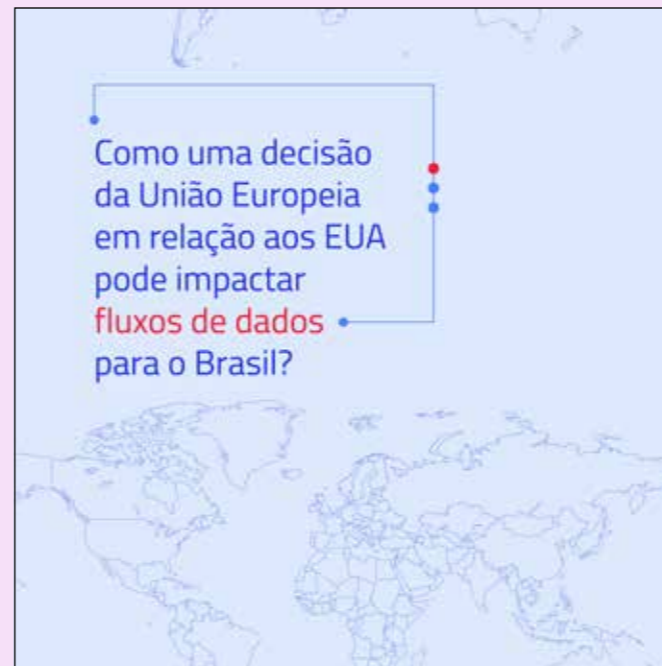 Como uma decisão
da União Europeia
em relação aos EUA
pode impactar
fluxos de dados
para o Brasil?